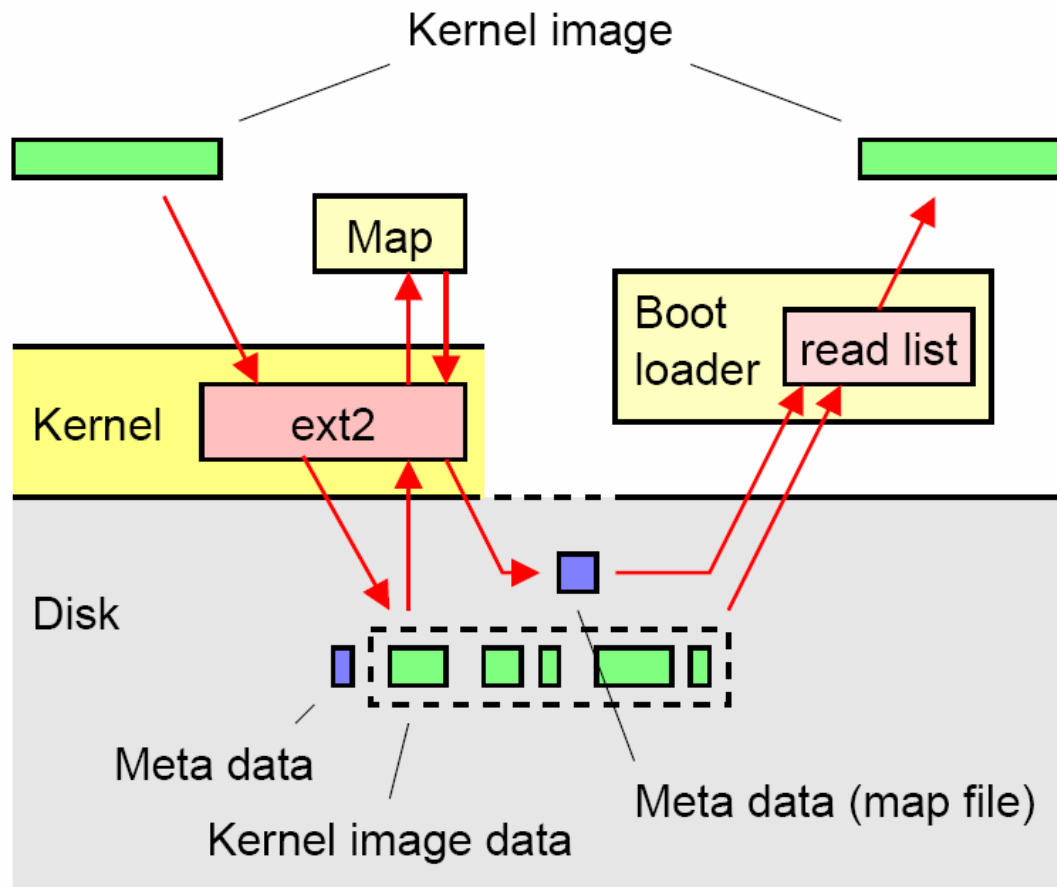 Kernel image
Map
Boot
loader
read list
Kernel
ext2
Disk
Meta data
Meta data (map file)
Kernel image data